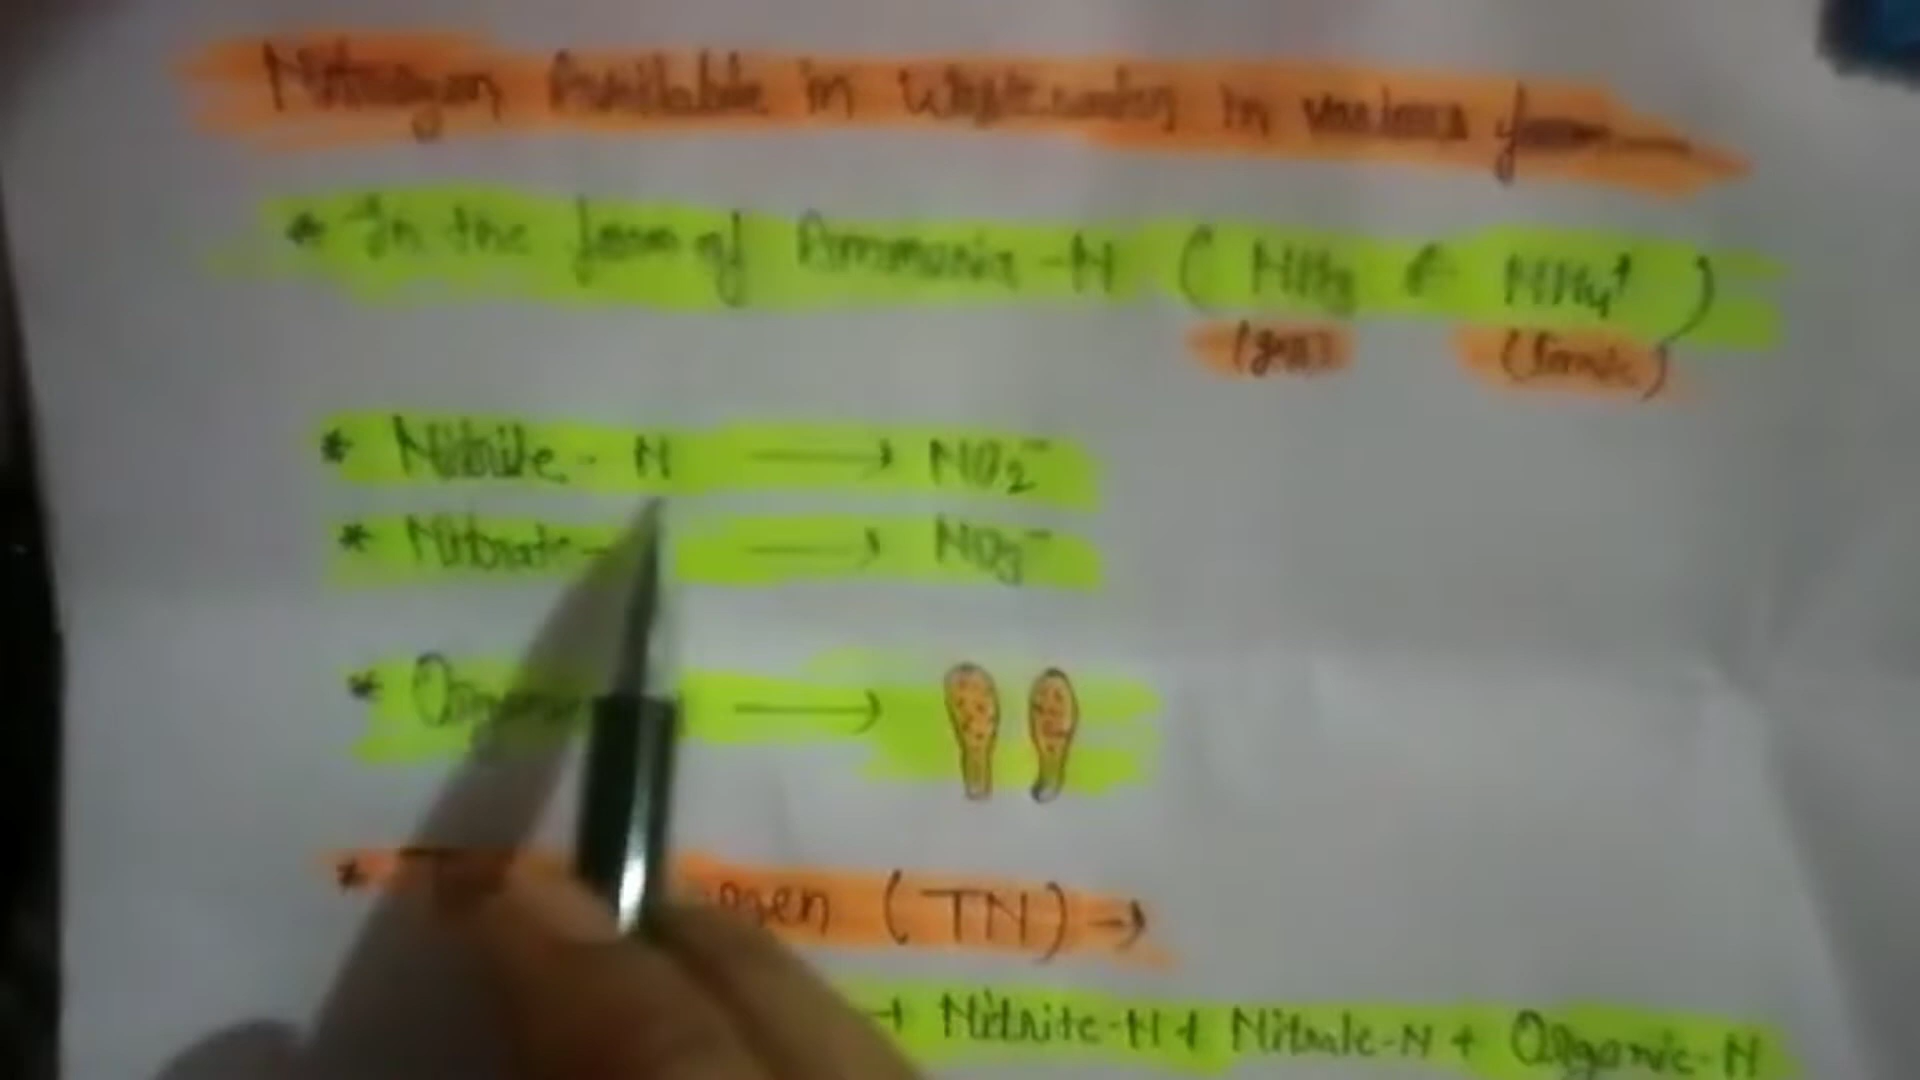 Nitrogen Available in Wastewater in various form
* In the form of Ammonia-N ( NH3 & NH4+ )
(gas) (Ionic)
* Nitrite-N → NO2-
* Nitrate- → NO3-
* →
* ogen (TN) →
+ Nitrite-N + Nitrate-N + Organic-N